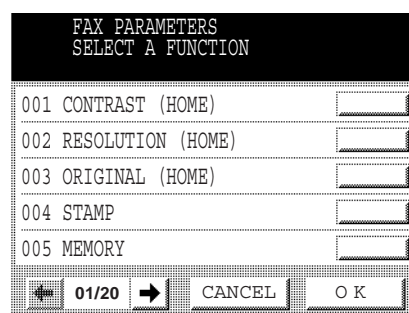 FAX PARAMETERS
SELECT A FUNCTION
001 CONTRAST (HOME)
002 RESOLUTION (HOME)
003 ORIGINAL (HOME)
004 STAMP
005 MEMORY
01/20 CANCEL O K